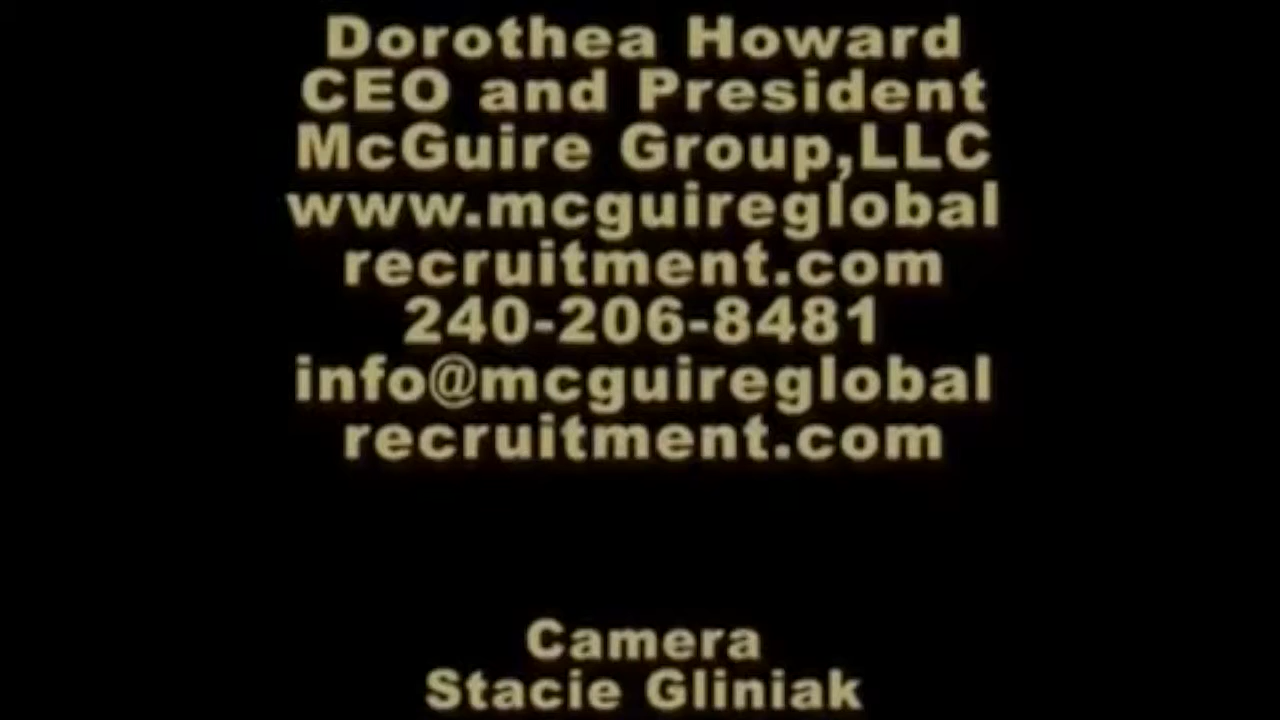 Dorothea Howard
CEO and President
McGuire Group,LLC
www.mcguireglobal
recruitment.com
240-206-8481
info@mcguireglobal
recruitment.com
Camera
Stacie Gliniak